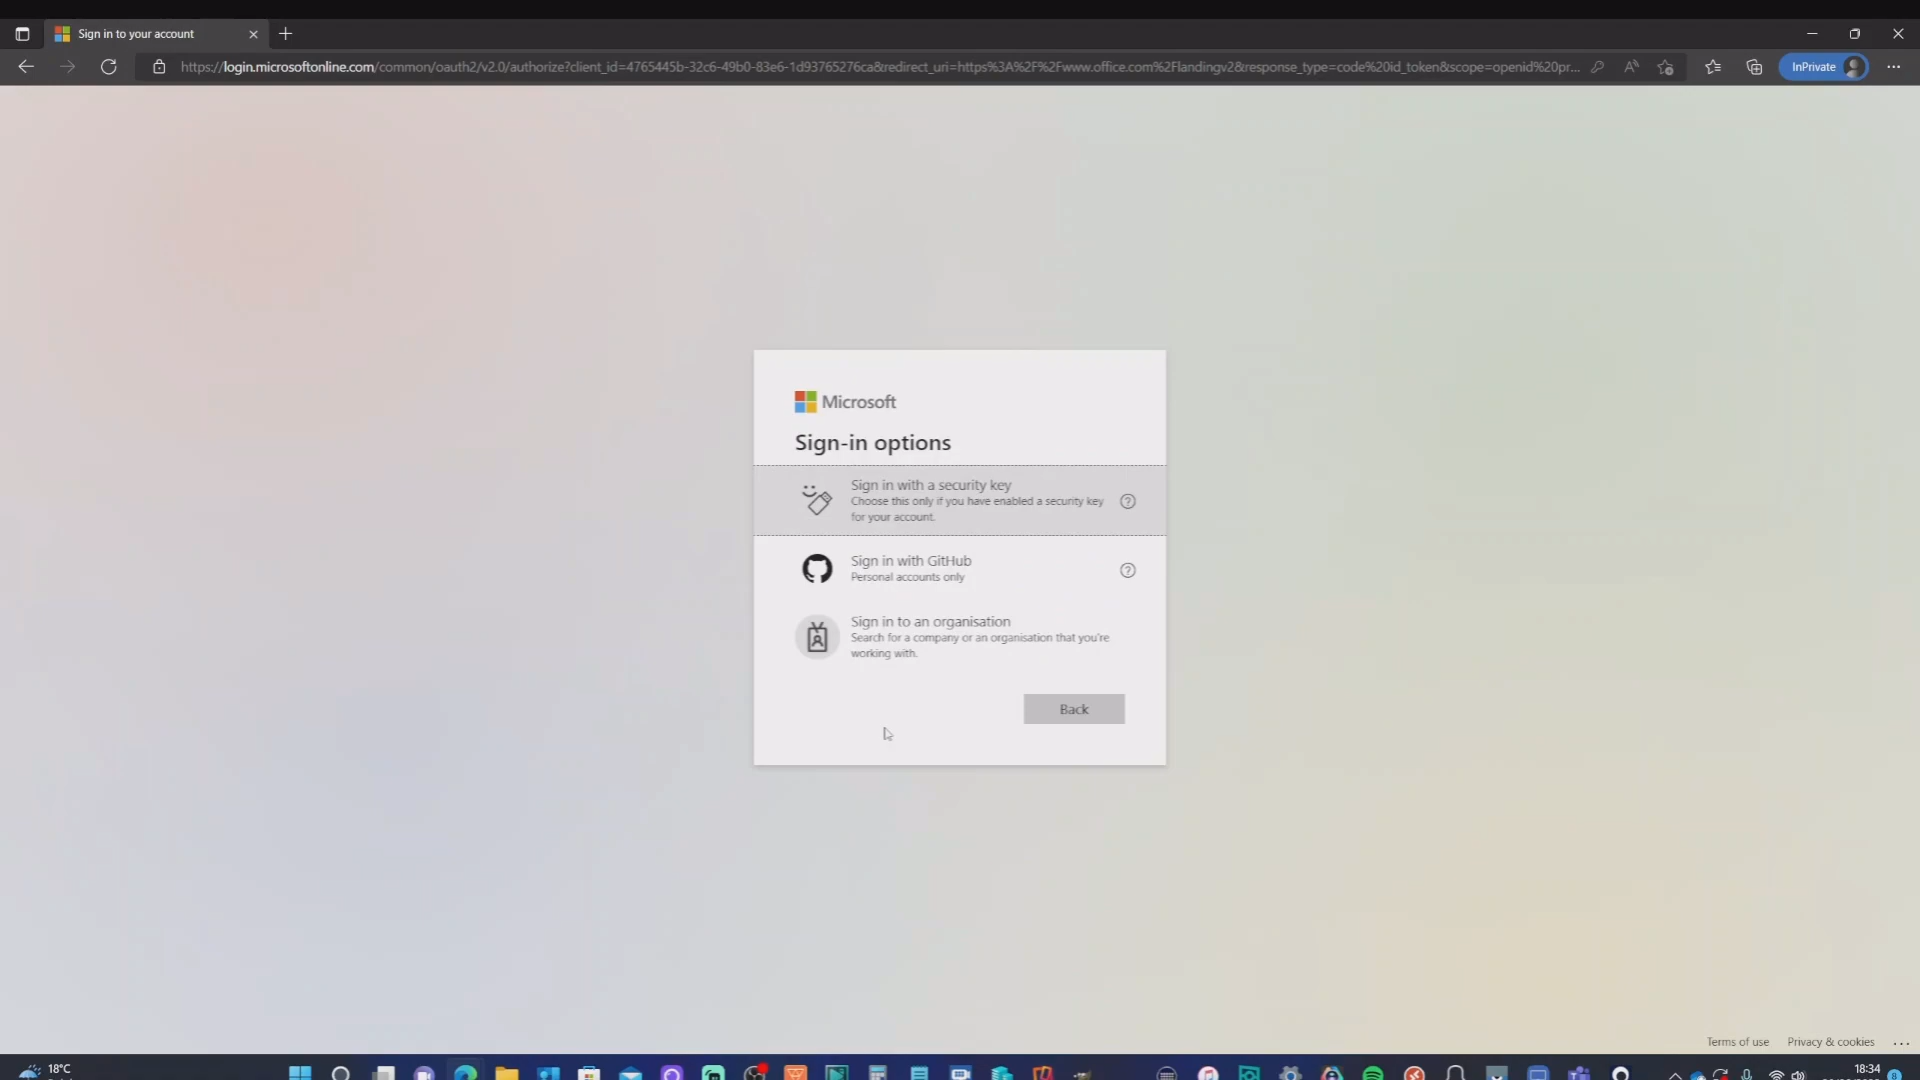 Sign in to your account
https://login.microsoftonline.com/common/oauth2/v2.0/authorize?client_id=4765445b-32c6-49b0-83e6-1d93765276ca&redirect_uri=https%3A%2F%2Fwww.office.com%2Flandingv2&response_type=code%20id_token&scope=openid%20pr...
InPrivate
Microsoft
Sign-in options
Sign in with a security key
Choose this only if you have enabled a security key
for your account.
Sign in with GitHub
Personal accounts only
Sign in to an organisation
Search for a company or an organisation that you're
working with.
Back
Terms of use
Privacy & cookies
18°C
18:34